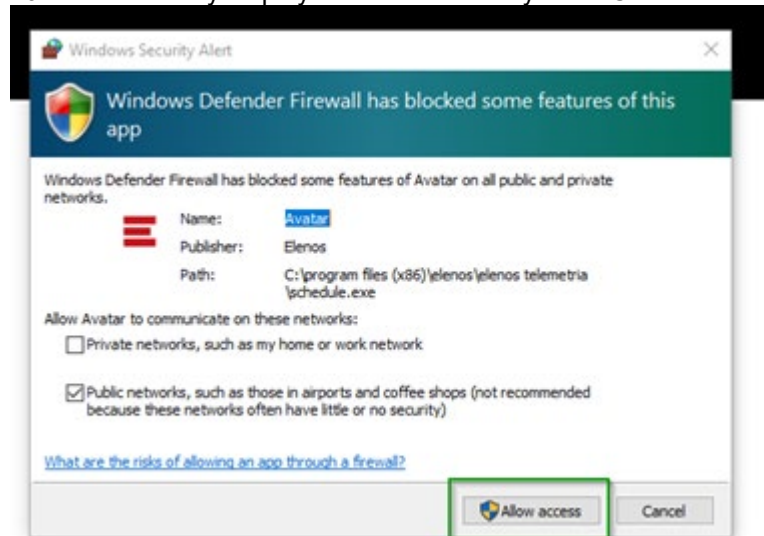 Windows Security Alert
Windows Defender Firewall has blocked some features of this
app
Windows Defender Firewall has blocked some features of Avatar on all public and private
networks.
Name: Avatar
Publisher: Elenos
Path: C:\program files (x86)\elenos\elenos telemetria
\schedule.exe
Allow Avatar to communicate on these networks:
Private networks, such as my home or work network
Public networks, such as those in airports and coffee shops (not recommended
because these networks often have little or no security)
What are the risks of allowing an app through a firewall?
Allow access Cancel